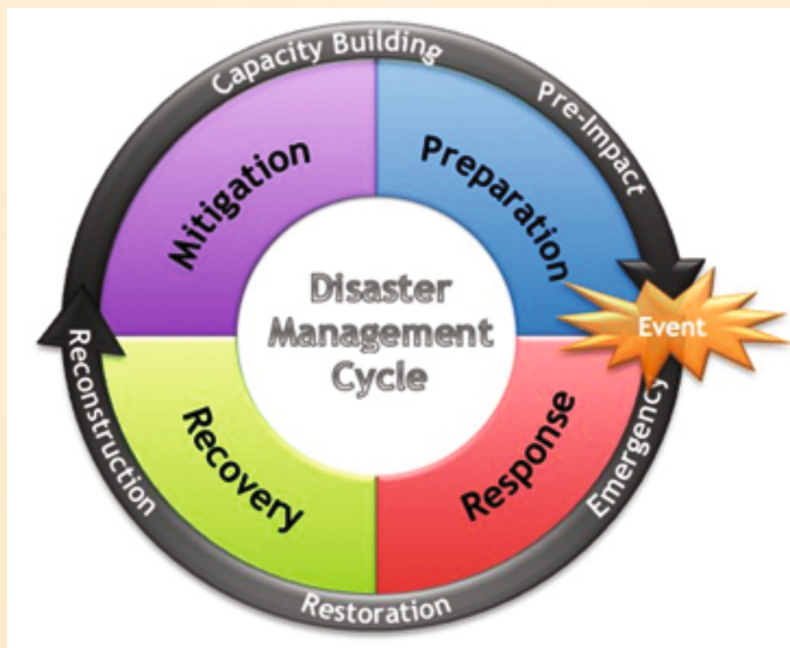 Capacity Building
Pre-Impact
Mitigation
Preparation
Disaster
Management
Cycle
Event
Reconstruction
Recovery
Response
Emergency
Restoration